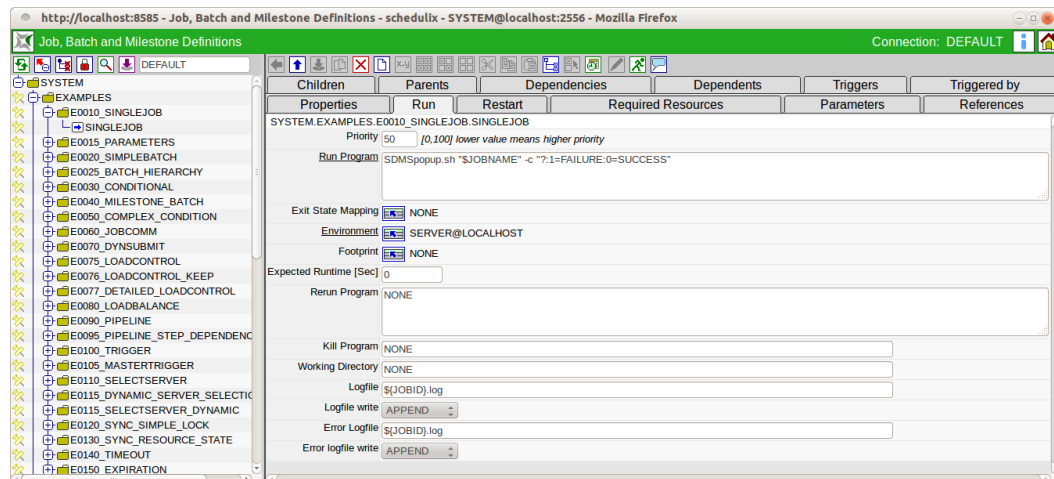 http://localhost:8585 - Job, Batch and Milestone Definitions - schedulix - SYSTEM@localhost:2556 - Mozilla Firefox
Job, Batch and Milestone Definitions
Connection: DEFAULT
DEFAULT
SYSTEM
EXAMPLES
E0010_SINGLEJOB
SINGLEJOB
E0015_PARAMETERS
E0020_SIMPLEBATCH
E0025_BATCH_HIERARCHY
E0030_CONDITIONAL
E0040_MILESTONE_BATCH
E0050_COMPLEX_CONDITION
E0060_JOBCOMM
E0070_DYNSUBMIT
E0075_LOADCONTROL
E0076_LOADCONTROL_KEEP
E0077_DETAILED_LOADCONTROL
E0080_LOADBALANCE
E0090_PIPELINE
E0095_PIPELINE_STEP_DEPENDENC
E0100_TRIGGER
E0105_MASTERTRIGGER
E0110_SELECTSERVER
E0115_DYNAMIC_SERVER_SELECTIC
E0115_SELECTSERVER_DYNAMIC
E0120_SYNC_SIMPLE_LOCK
E0130_SYNC_RESOURCE_STATE
E0140_TIMEOUT
E0150_EXPIRATION
Children Parents Dependencies Dependents Triggers Triggered by
Properties Run Restart Required Resources Parameters References
SYSTEM.EXAMPLES.E0010_SINGLEJOB.SINGLEJOB
Priority 50 [0,100] lower value means higher priority
Run Program SDMSpopup.sh "$JOBNAME" -c "?:1=FAILURE:0=SUCCESS"
Exit State Mapping NONE
Environment SERVER@LOCALHOST
Footprint NONE
Expected Runtime [Sec] 0
Rerun Program NONE
Kill Program NONE
Working Directory NONE
Logfile ${JOBID}.log
Logfile write APPEND
Error Logfile ${JOBID}.log
Error logfile write APPEND